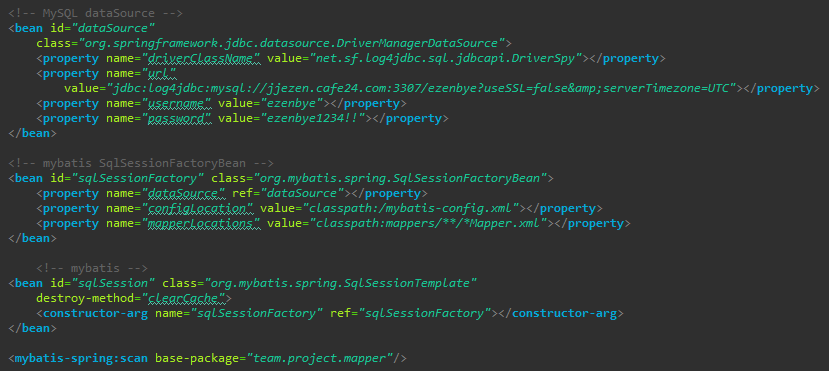 <!-- MySQL dataSource -->
<bean id="dataSource"
class="org.springframework.jdbc.datasource.DriverManagerDataSource">
<property name="driverClassName" value="net.sf.log4jdbc.sql.jdbcapi.DriverSpy"></property>
<property name="url"
value="jdbc:log4jdbc:mysql://jjezen.cafe24.com:3307/ezenbye?useSSL=false&amp;serverTimezone=UTC"></property>
<property name="username" value="ezenbye"></property>
<property name="password" value="ezenbye1234!!"></property>
</bean>
<!-- mybatis SqlSessionFactoryBean -->
<bean id="sqlSessionFactory" class="org.mybatis.spring.SqlSessionFactoryBean">
<property name="dataSource" ref="dataSource"></property>
<property name="configLocation" value="classpath:/mybatis-config.xml"></property>
<property name="mapperLocations" value="classpath:mappers/**/*Mapper.xml"></property>
</bean>
<!-- mybatis -->
<bean id="sqlSession" class="org.mybatis.spring.SqlSessionTemplate"
destroy-method="clearCache">
<constructor-arg name="sqlSessionFactory" ref="sqlSessionFactory"></constructor-arg>
</bean>
<mybatis-spring:scan base-package="team.project.mapper"/>